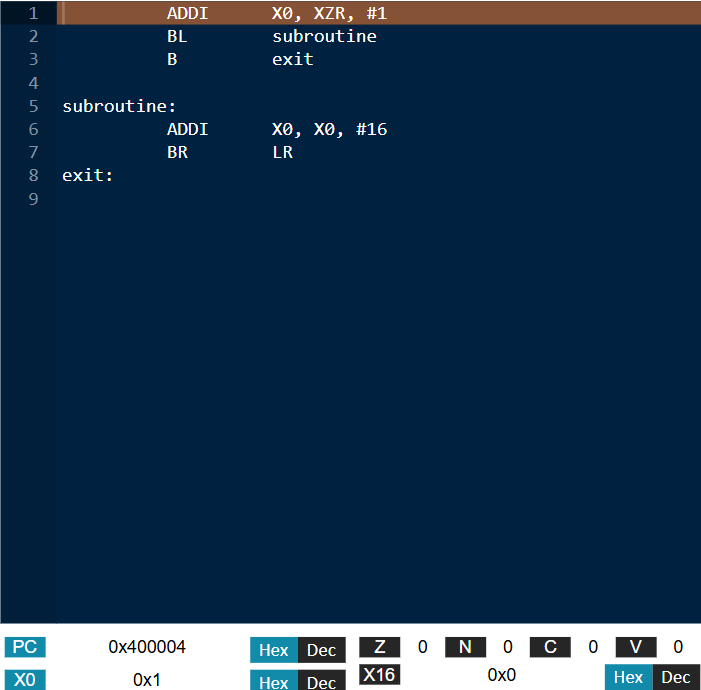 1 ADDI X0, XZR, #1
2 BL subroutine
3 B exit
4
5 subroutine:
6 ADDI X0, X0, #16
7 BR LR
8 exit:
9
PC 0x400004 Hex Dec Z 0 N 0 C 0 V 0
X0 0x1 Hex Dec X16 0x0 Hex Dec